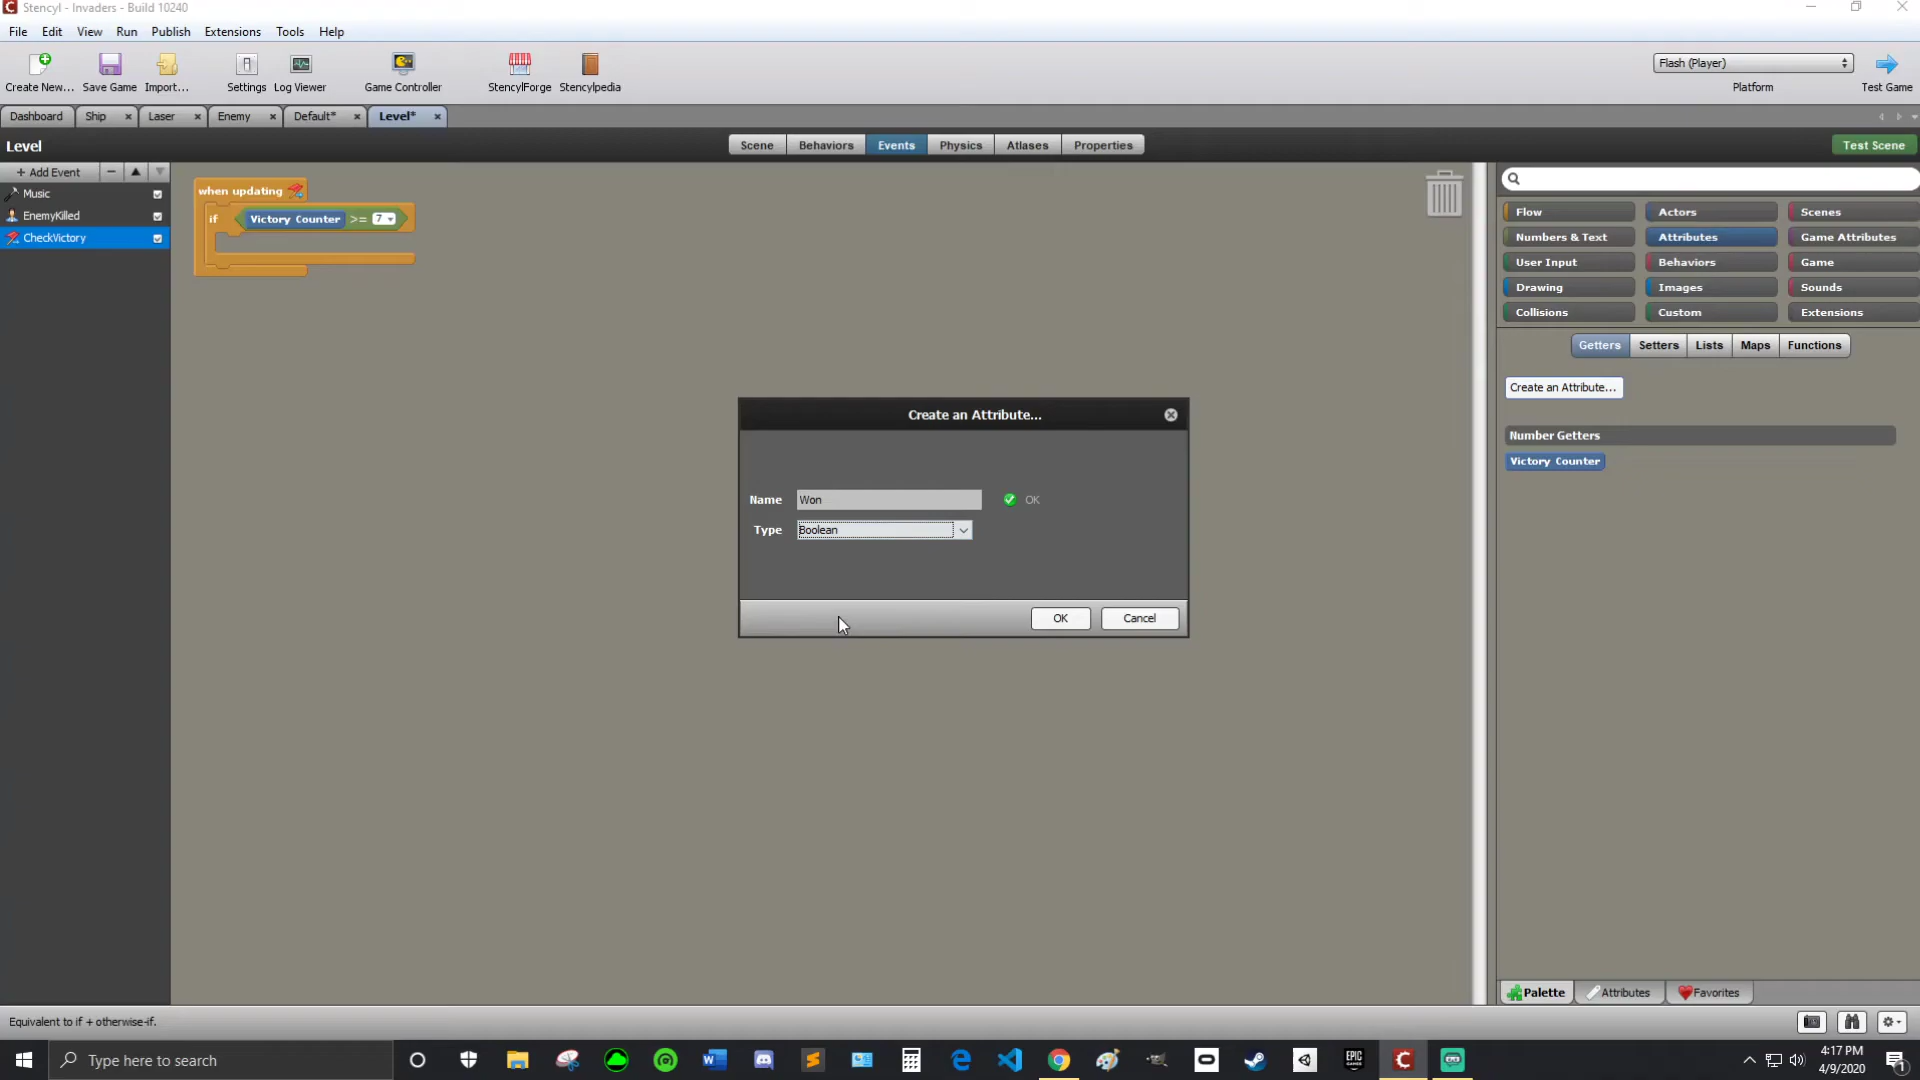 Stencyl - Invaders - Build 10240
File Edit View Run Publish Extensions Tools Help
Create New... Save Game Import... Settings Log Viewer Game Controller StencylForge Stencylpedia
Flash (Player)
Platform
Test Game
Dashboard Ship Laser Enemy Default* Level*
Level
Scene Behaviors Events Physics Atlases Properties
Test Scene
+ Add Event
Music
EnemyKilled
CheckVictory
when updating
if Victory Counter >= 7
Flow Actors Scenes
Numbers & Text Attributes Game Attributes
User Input Behaviors Game
Drawing Images Sounds
Collisions Custom Extensions
Getters Setters Lists Maps Functions
Create an Attribute...
Number Getters
Victory Counter
Create an Attribute...
Name Won OK
Type Boolean
OK Cancel
Palette Attributes Favorites
Equivalent to if + otherwise-if.
Type here to search
EPIC GAMES
4:17 PM
4/9/2020